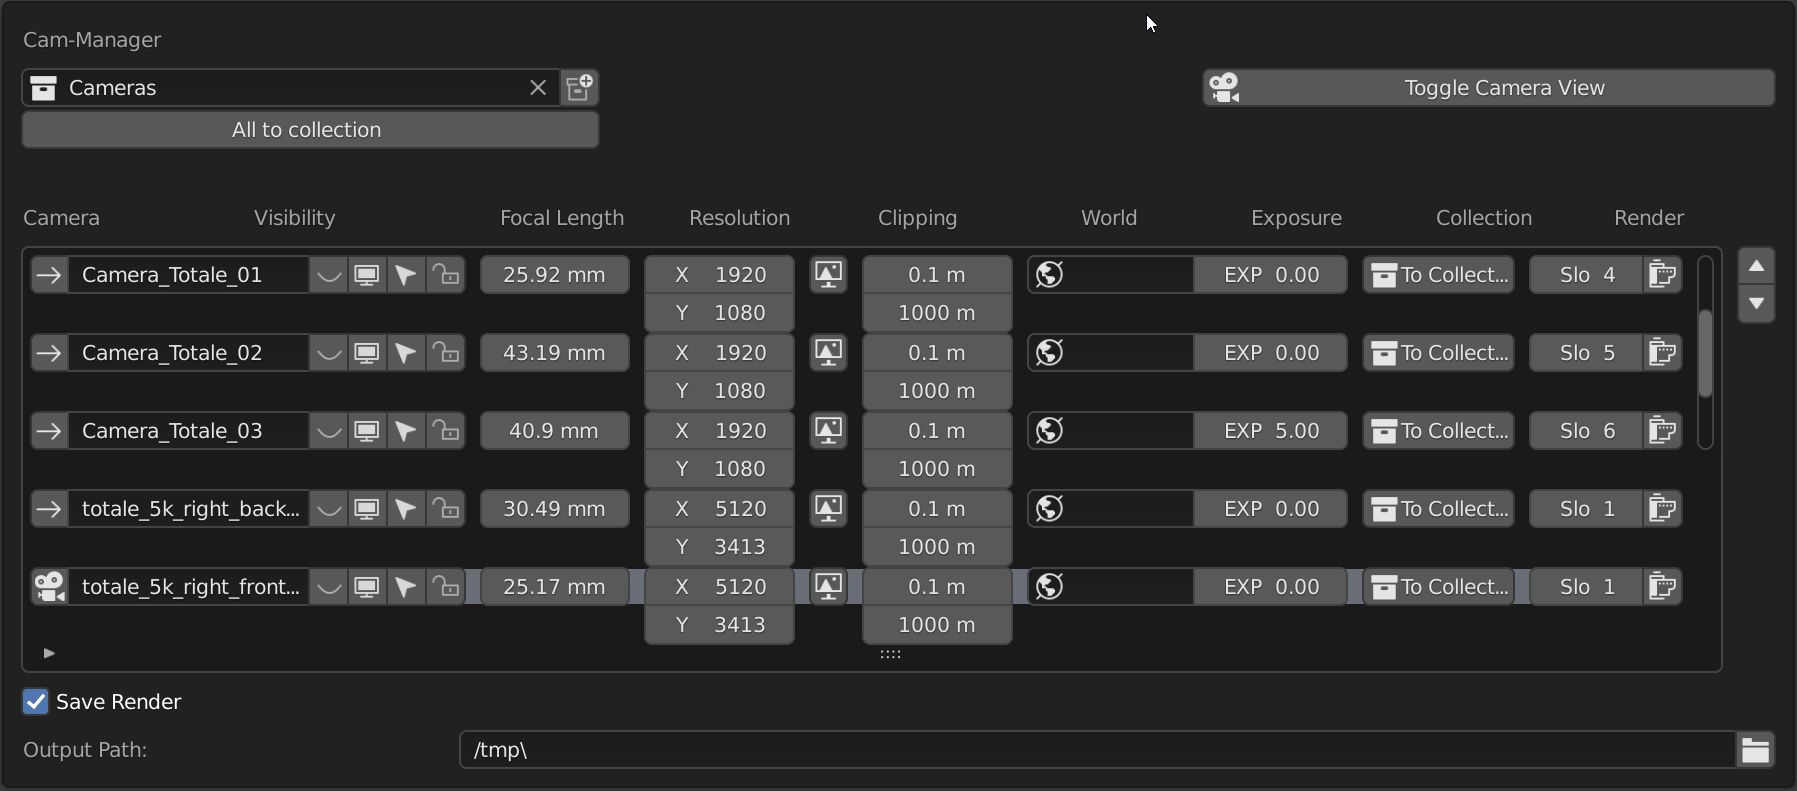 Cam-Manager
Cameras
Toggle Camera View
All to collection
Camera Visibility Focal Length Resolution Clipping World Exposure Collection Render
Camera_Totale_01 25.92 mm X 1920 0.1 m EXP 0.00 To Collect... Slo 4
Y 1080 1000 m
Camera_Totale_02 43.19 mm X 1920 0.1 m EXP 0.00 To Collect... Slo 5
Y 1080 1000 m
Camera_Totale_03 40.9 mm X 1920 0.1 m EXP 5.00 To Collect... Slo 6
Y 1080 1000 m
totale_5k_right_back... 30.49 mm X 5120 0.1 m EXP 0.00 To Collect... Slo 1
Y 3413 1000 m
totale_5k_right_front... 25.17 mm X 5120 0.1 m EXP 0.00 To Collect... Slo 1
Y 3413 1000 m
Save Render
Output Path: /tmp\